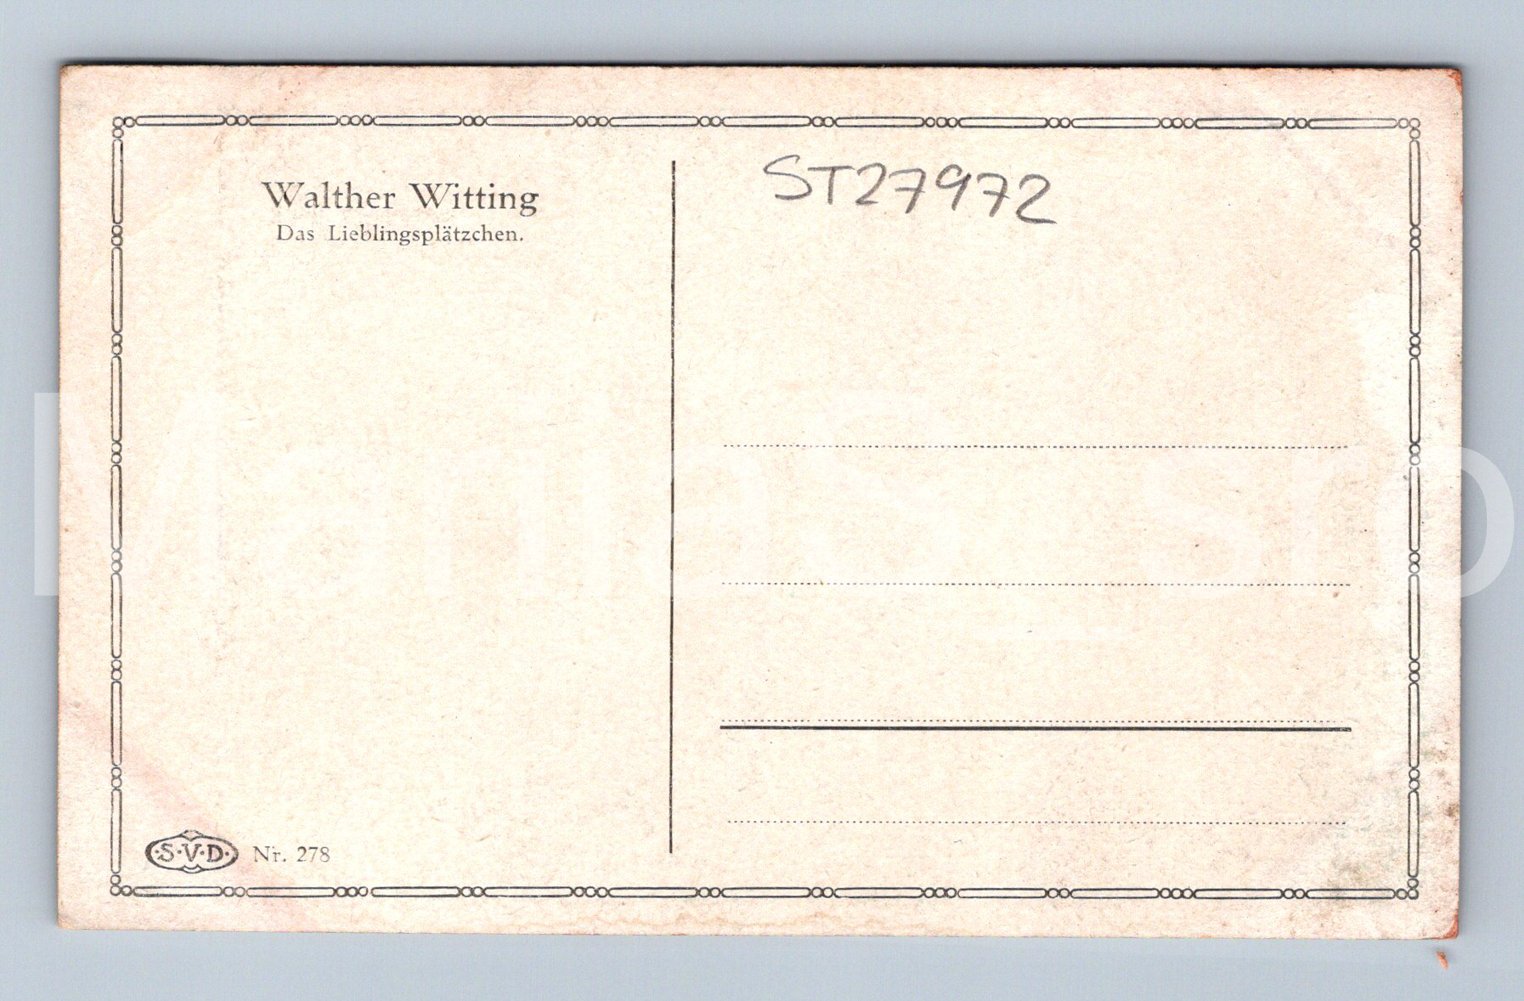 Walther Witting
Das Lieblingsplätzchen.
ST27972
·S·V·D· Nr. 278